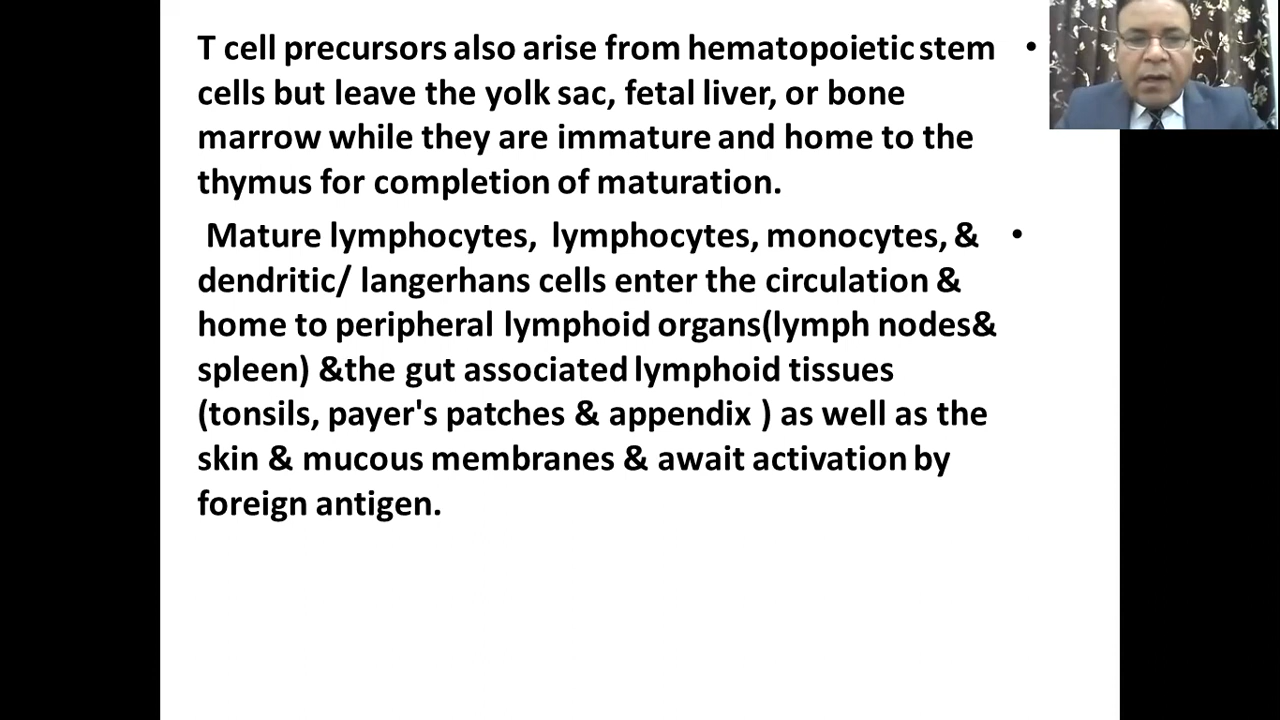 T cell precursors also arise from hematopoietic stem •
cells but leave the yolk sac, fetal liver, or bone
marrow while they are immature and home to the
thymus for completion of maturation.
Mature lymphocytes, lymphocytes, monocytes, & •
dendritic/ langerhans cells enter the circulation &
home to peripheral lymphoid organs(lymph nodes&
spleen) &the gut associated lymphoid tissues
(tonsils, payer's patches & appendix ) as well as the
skin & mucous membranes & await activation by
foreign antigen.